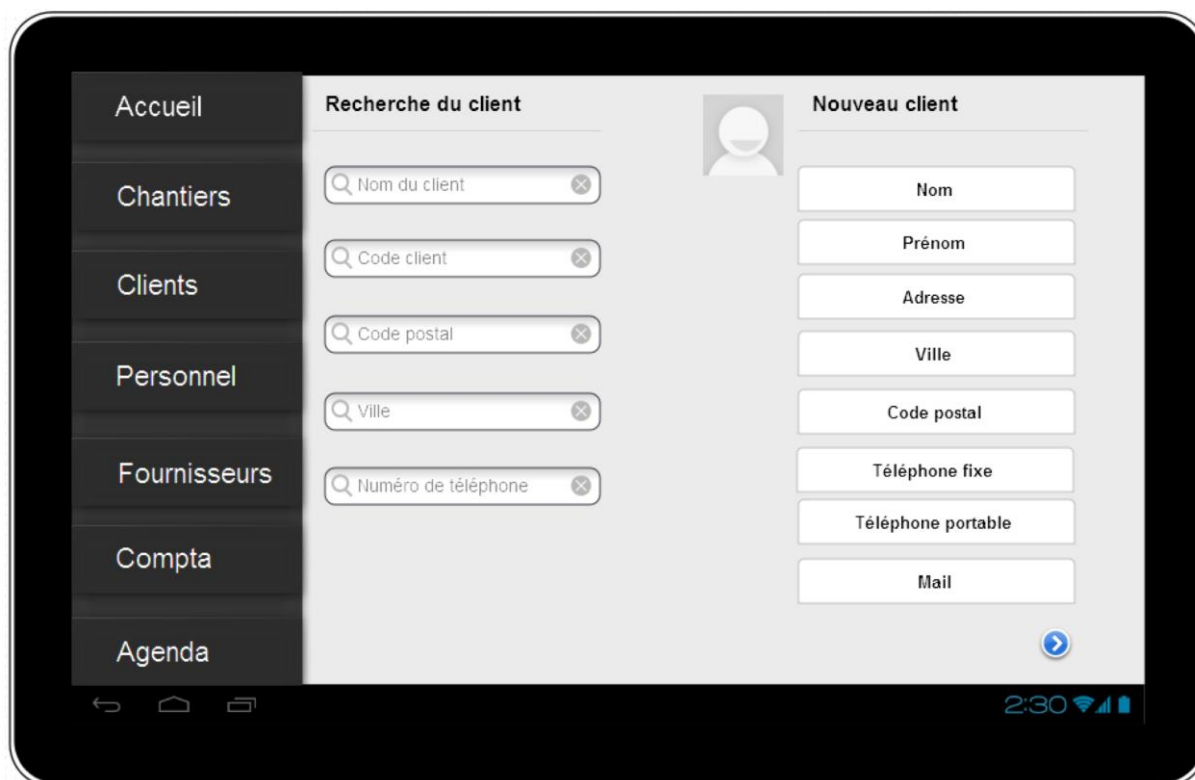 Accueil
Chantiers
Clients
Personnel
Fournisseurs
Compta
Agenda
Recherche du client
Nom du client
Code client
Code postal
Ville
Numéro de téléphone
Nouveau client
Nom
Prénom
Adresse
Ville
Code postal
Téléphone fixe
Téléphone portable
Mail
2:30